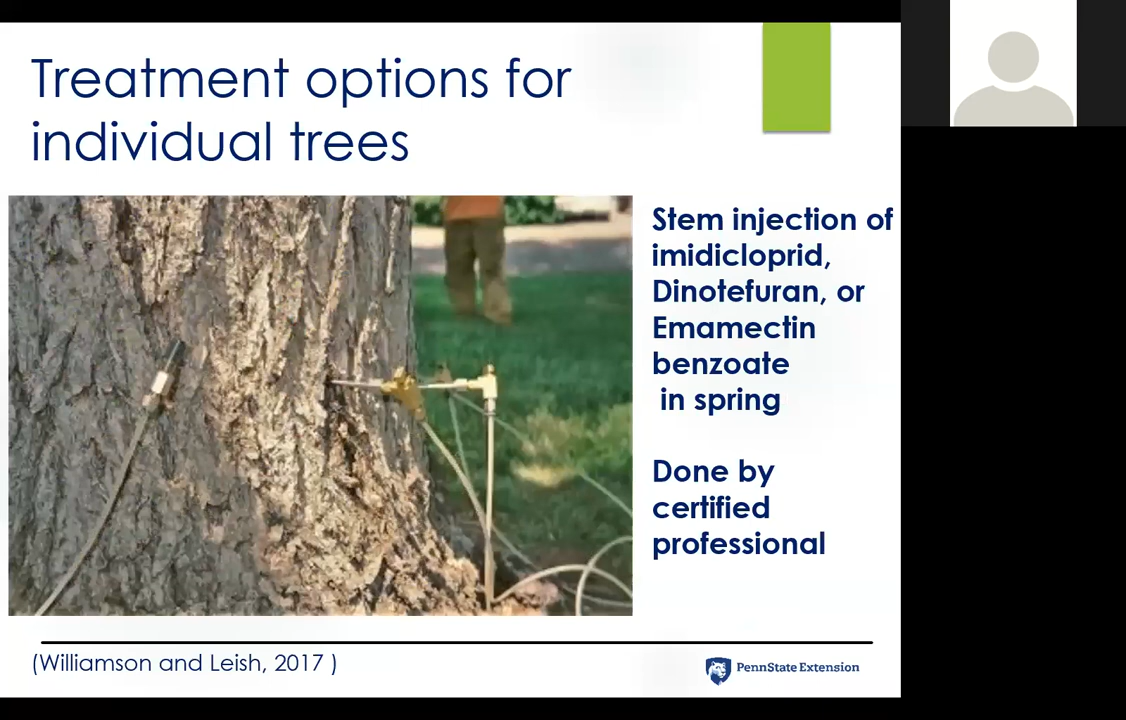 Treatment options for
individual trees
Stem injection of
imidicloprid,
Dinotefuran, or
Emamectin
benzoate
in spring
Done by
certified
professional
(Williamson and Leish, 2017 )
PennState Extension